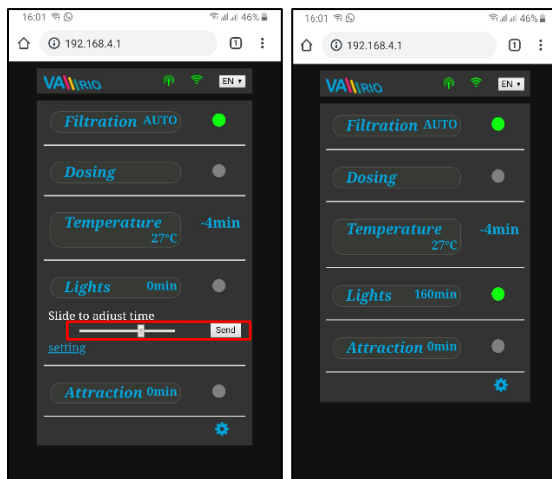 16:01 46%
192.168.4.1 1
VA RIO EN
Filtration AUTO
Dosing
Temperature -4min
27°C
Lights 0min
Slide to adjust time
Send
setting
Attraction 0min
16:01 46%
192.168.4.1 1
VA RIO EN
Filtration AUTO
Dosing
Temperature -4min
27°C
Lights 160min
Attraction 0min